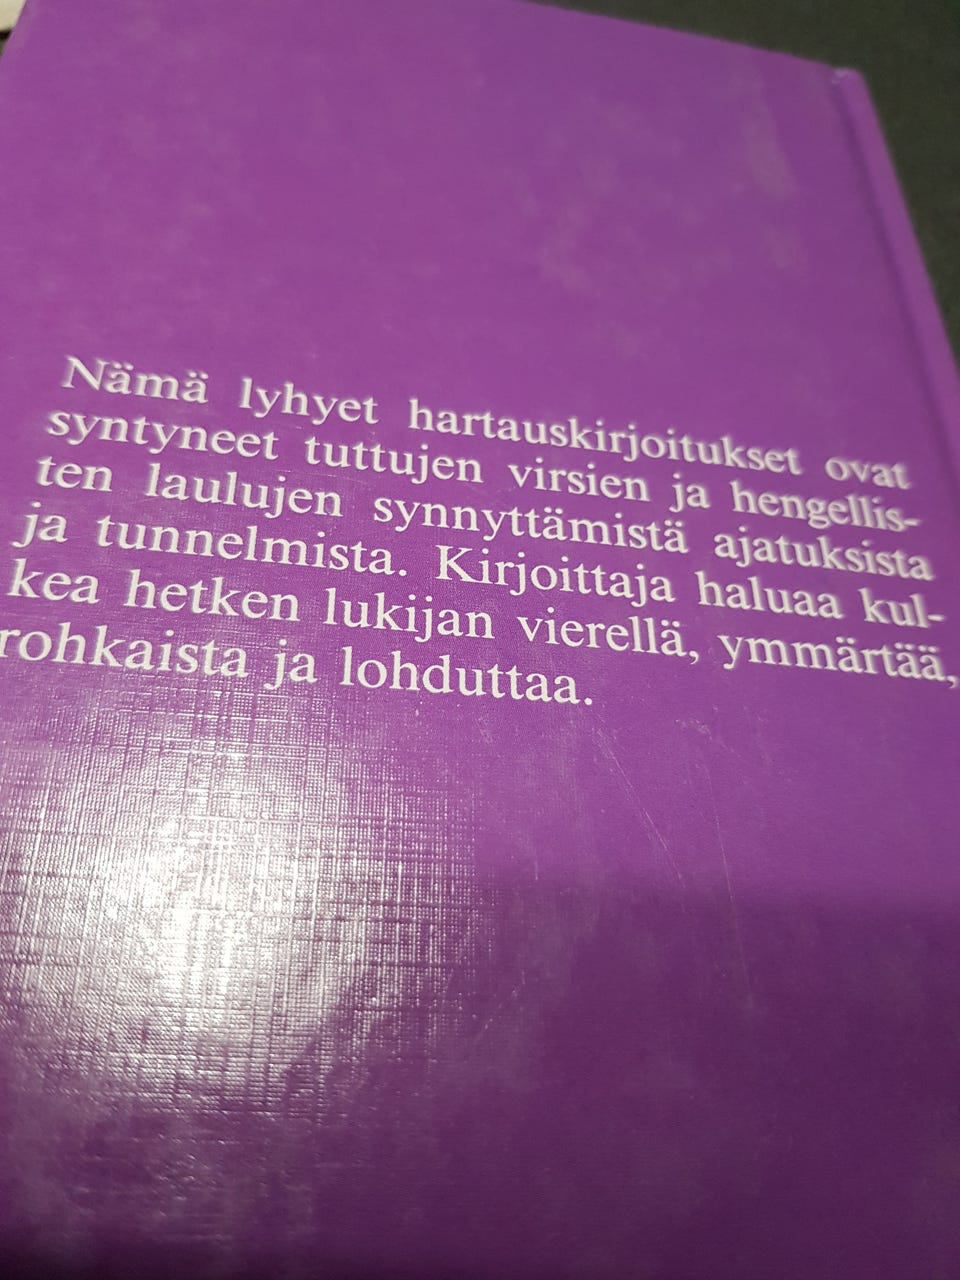 Nämä lyhyet hartauskirjoitukset ovat
syntyneet tuttujen virsien ja hengellis-
ten laulujen synnyttämistä ajatuksista
ja tunnelmista. Kirjoittaja haluaa kul-
kea hetken lukijan vierellä, ymmärtää,
rohkaista ja lohduttaa.